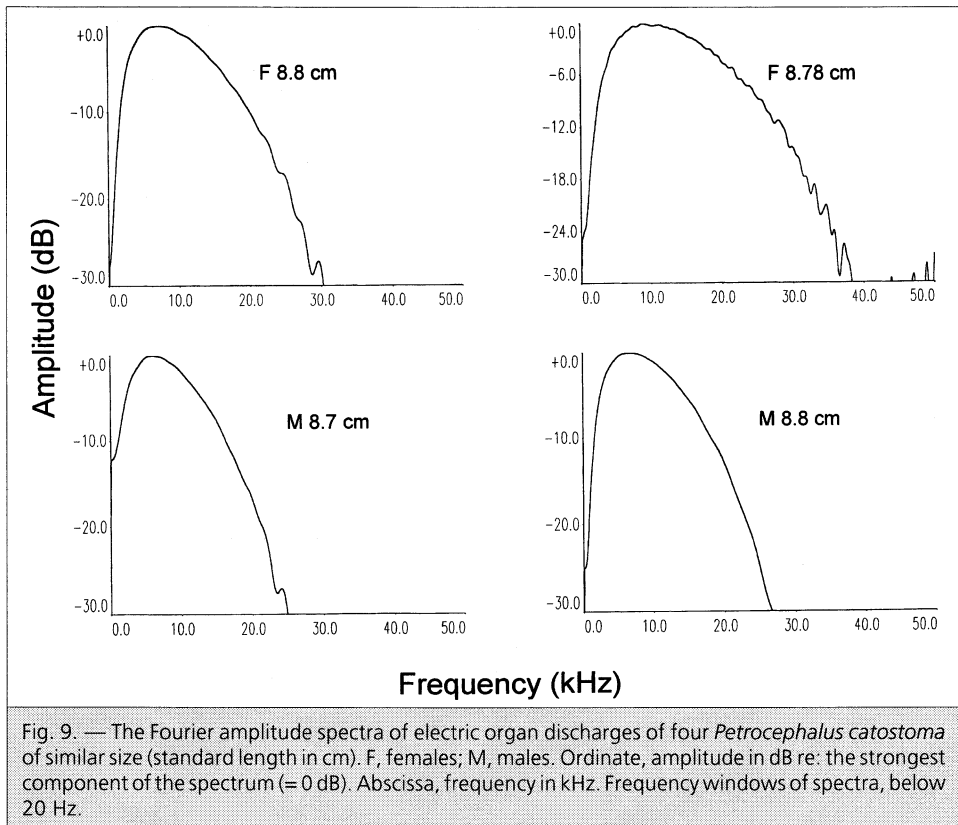 +0.0
-10.0
-20.0
-30.0
F 8.8 cm
0.0 10.0 20.0 30.0 40.0 50.0
+0.0
-6.0
-12.0
-18.0
-24.0
-30.0
F 8.78 cm
0.0 10.0 20.0 30.0 40.0 50.0
Amplitude (dB)
+0.0
-10.0
-20.0
-30.0
M 8.7 cm
0.0 10.0 20.0 30.0 40.0 50.0
+0.0
-10.0
-20.0
-30.0
M 8.8 cm
0.0 10.0 20.0 30.0 40.0 50.0
Frequency (kHz)
Fig. 9. — The Fourier amplitude spectra of electric organ discharges of four Petrocephalus catostoma
of similar size (standard length in cm). F, females; M, males. Ordinate, amplitude in dB re: the strongest
component of the spectrum (= 0 dB). Abscissa, frequency in kHz. Frequency windows of spectra, below
20 Hz.